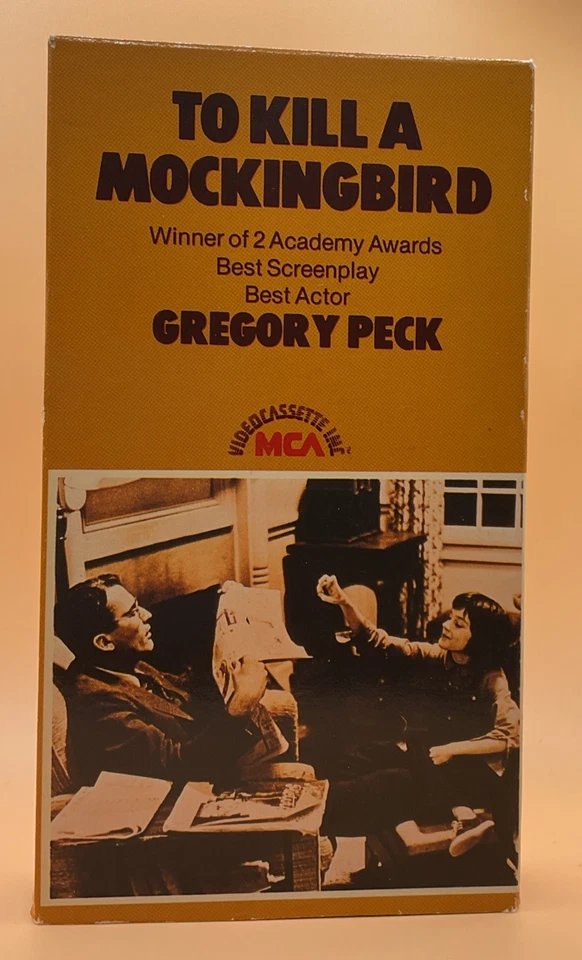 TO KILL A
MOCKINGBIRD
Winner of 2 Academy Awards
Best Screenplay
Best Actor
GREGORY PECK
VIDEOCASSETTE INC.
MCA